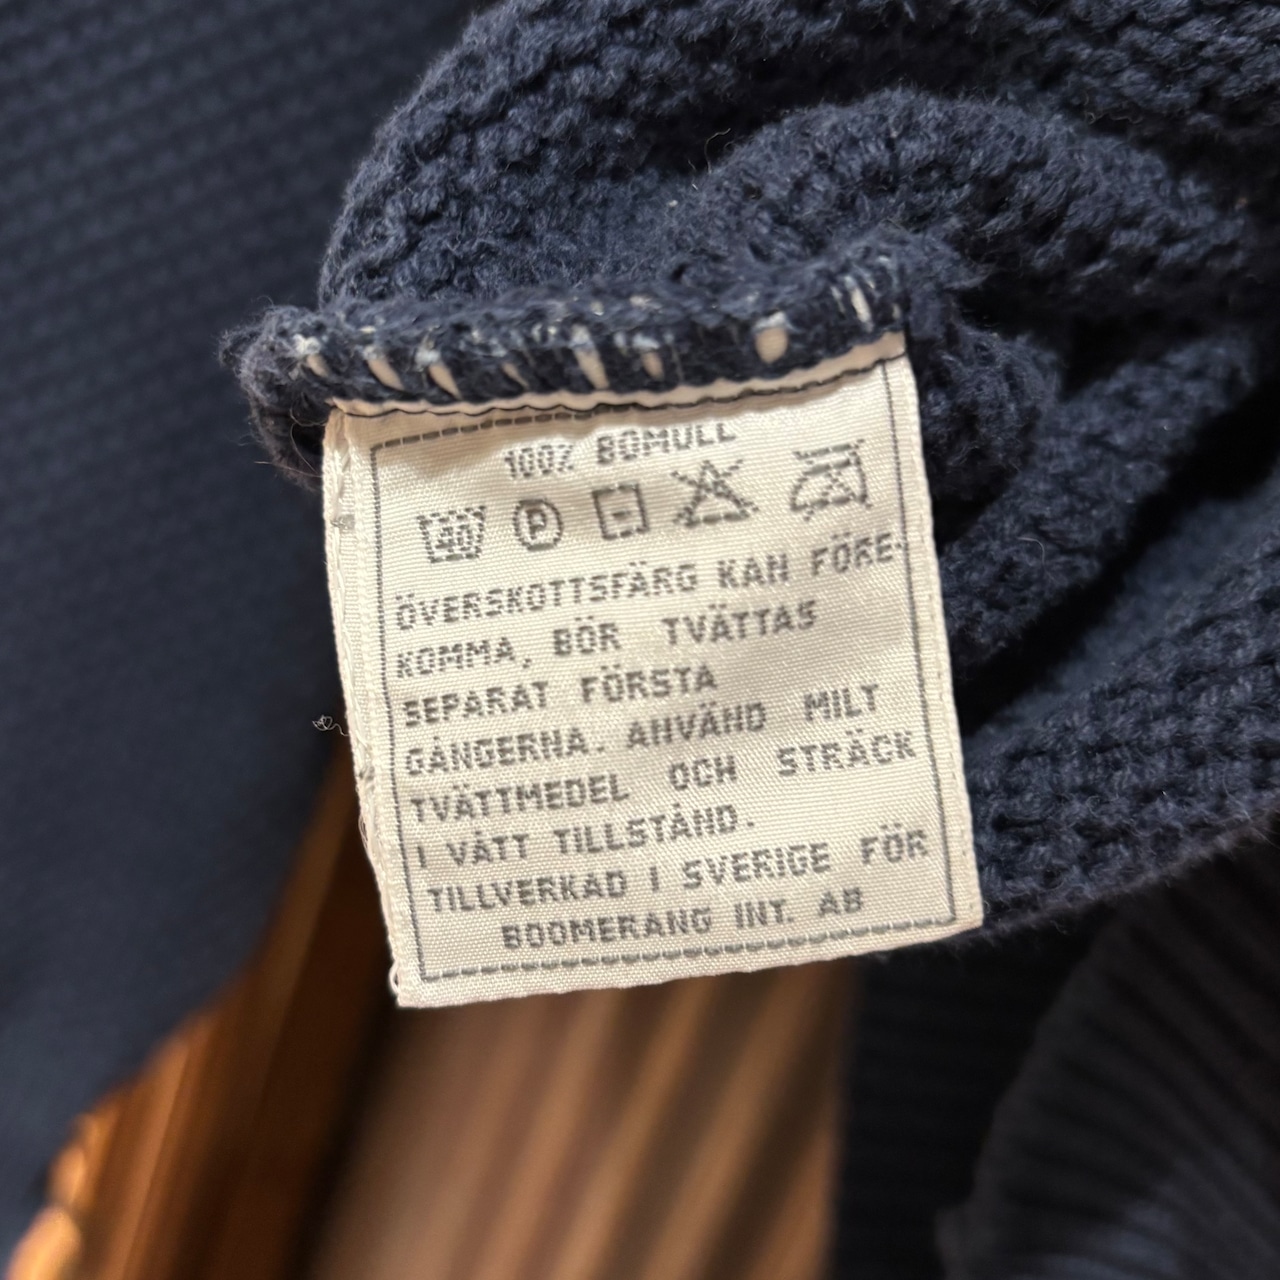 100% BOMULL
40 P
ÖVERSKOTTSFÄRG KAN FÖRE-
KOMMA, BÖR TVÄTTAS
SEPARAT FÖRSTA
GÅNGERNA. ANVÄND MILT
TVÄTTMEDEL OCH STRÄCK
I VÅTT TILLSTÅND.
TILLVERKAD I SVERIGE FÖR
BOOMERANG INT. AB